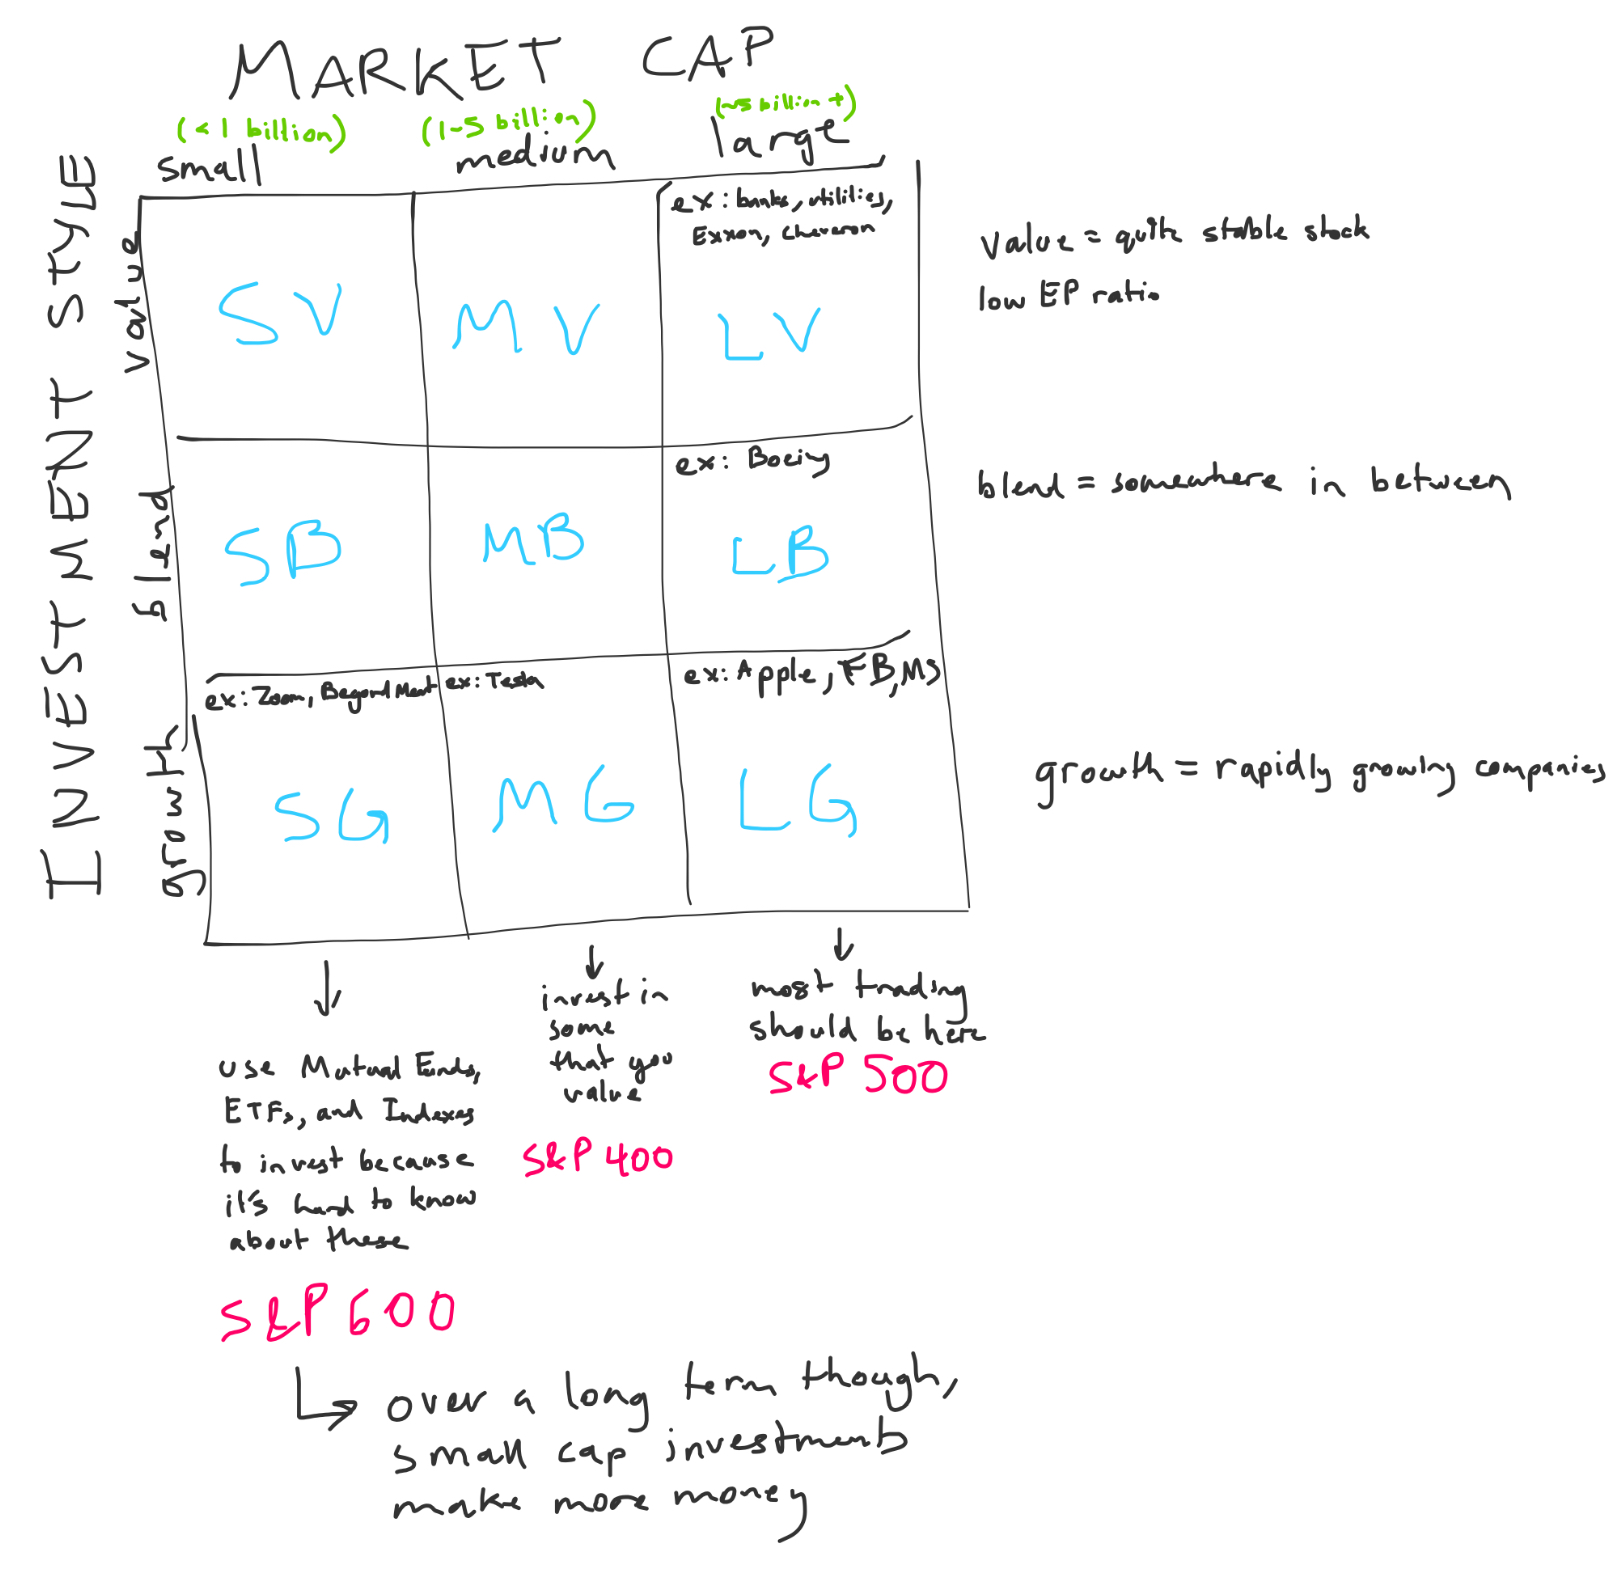 MARKET CAP
(<1 billion) (1-5 billion) (~5 billion +)
small medium large
INVESTMENT STYLE
value
blend
growth
ex: banks, utilities,
Exxon, Cheveron
SV MV LV
value = quite stable stock
low EP ratio
ex: Boeing
SB MB LB
blend = somewhere in between
ex: Zoom, Beyond Meat ex: Tesla ex: Apple, FB, MS
SG MG LG
growth = rapidly growing companies
use Mutual Funds,
ETFs, and Indexes
to invest because
it's hard to know
about these
S&P 600
invest in
some
that you
value
S&P 400
most trading
should be here
S&P 500
over a long term though,
small cap investments
make more money